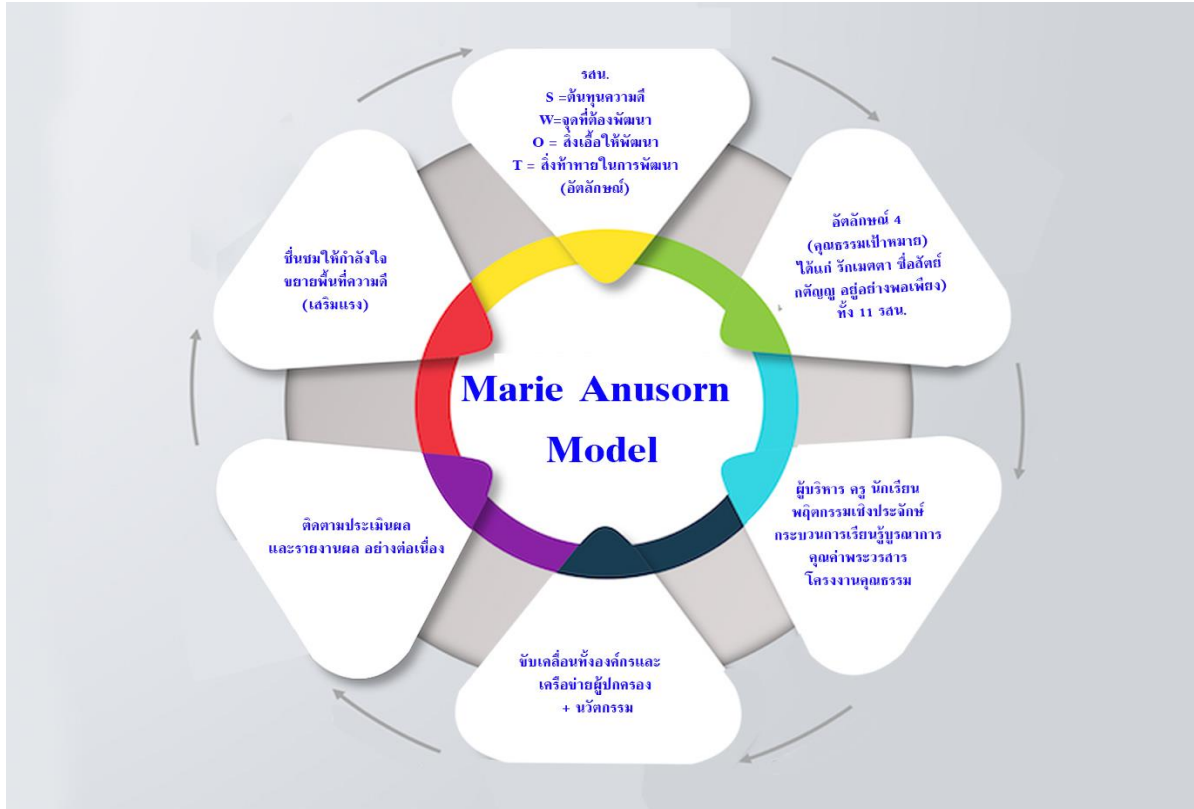 รสน.
S =ต้นทุนความดี
W=จุดที่ต้องพัฒนา
O = สิ่งเอื้อให้พัฒนา
T = สิ่งท้าทายในการพัฒนา
(อัตลักษณ์)
อัตลักษณ์ 4
(คุณธรรมเป้าหมาย)
ได้แก่ รักเมตตา ซื่อสัตย์
กตัญญู อยู่อย่างพอเพียง)
ทั้ง 11 รสน.
ผู้บริหาร ครู นักเรียน
พฤติกรรมเชิงประจักษ์
กระบวนการเรียนรู้บูรณาการ
คุณค่าพระวรสาร
โครงงานคุณธรรม
ขับเคลื่อนทั้งองค์กรและ
เครือข่ายผู้ปกครอง
+ นวัตกรรม
ติดตามประเมินผล
และรายงานผล อย่างต่อเนื่อง
ชื่นชมให้กำลังใจ
ขยายพื้นที่ความดี
(เสริมแรง)
Marie Anusorn
Model